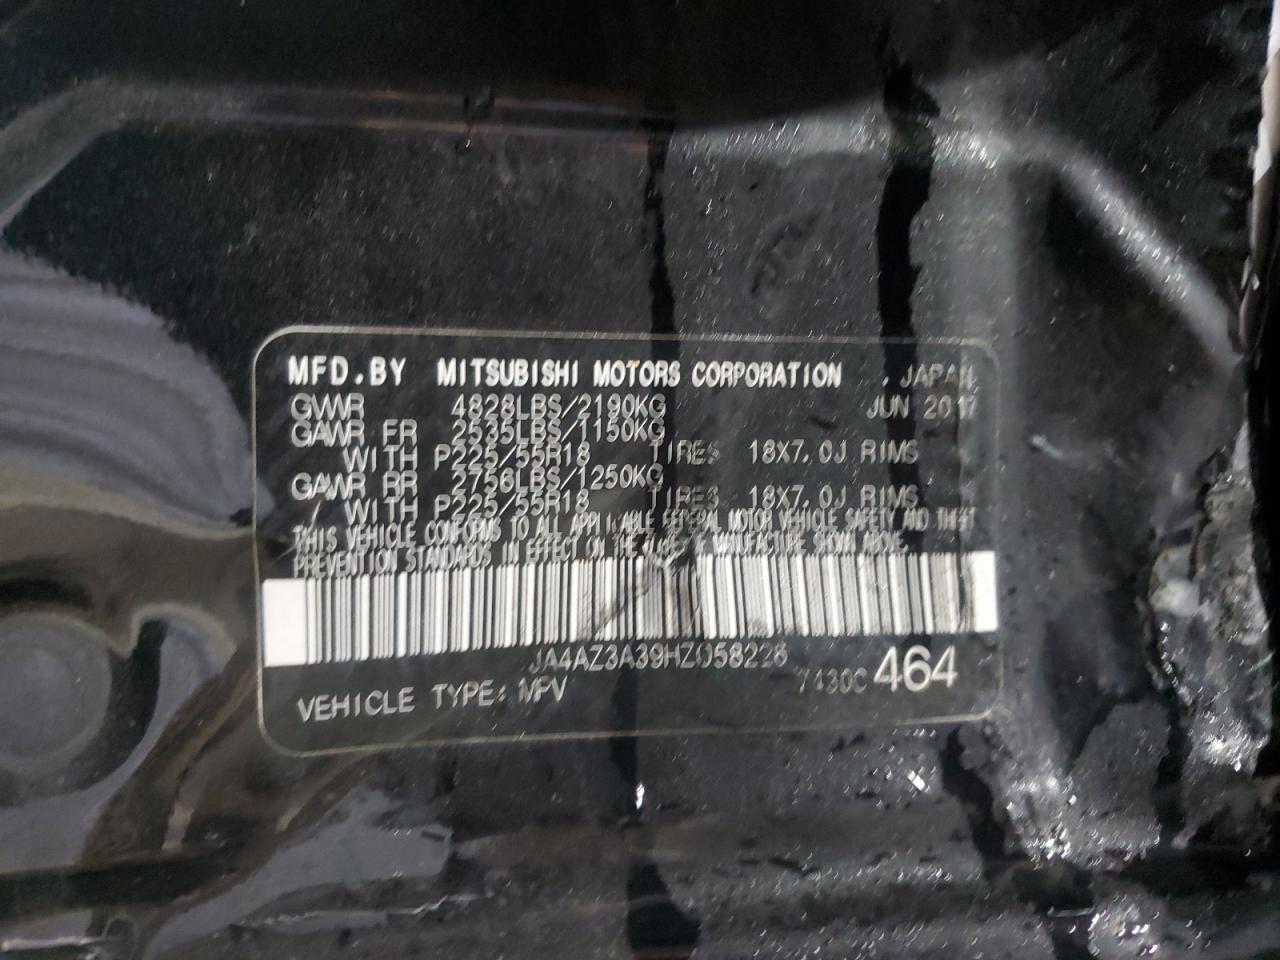 MFD.BY MITSUBISHI MOTORS CORPORATION , JAPAN
GVWR 4828LBS/2190KG JUN 2017
GAWR FR 2535LBS/1150KG
WITH P225/55R18 TIRES 18X7.0J RIMS
GAWR RR 2756LBS/1250KG
WITH P225/55R18 TIRES 18X7.0J RIMS
THIS VEHICLE CONFORMS TO ALL APPLICABLE FEDERAL MOTOR VEHICLE SAFETY AND THEFT
PREVENTION STANDARDS IN EFFECT ON THE MANUFACTURE SHOWN ABOVE.
JA4AZ3A39HZ058226
7430C 464
VEHICLE TYPE: MPV